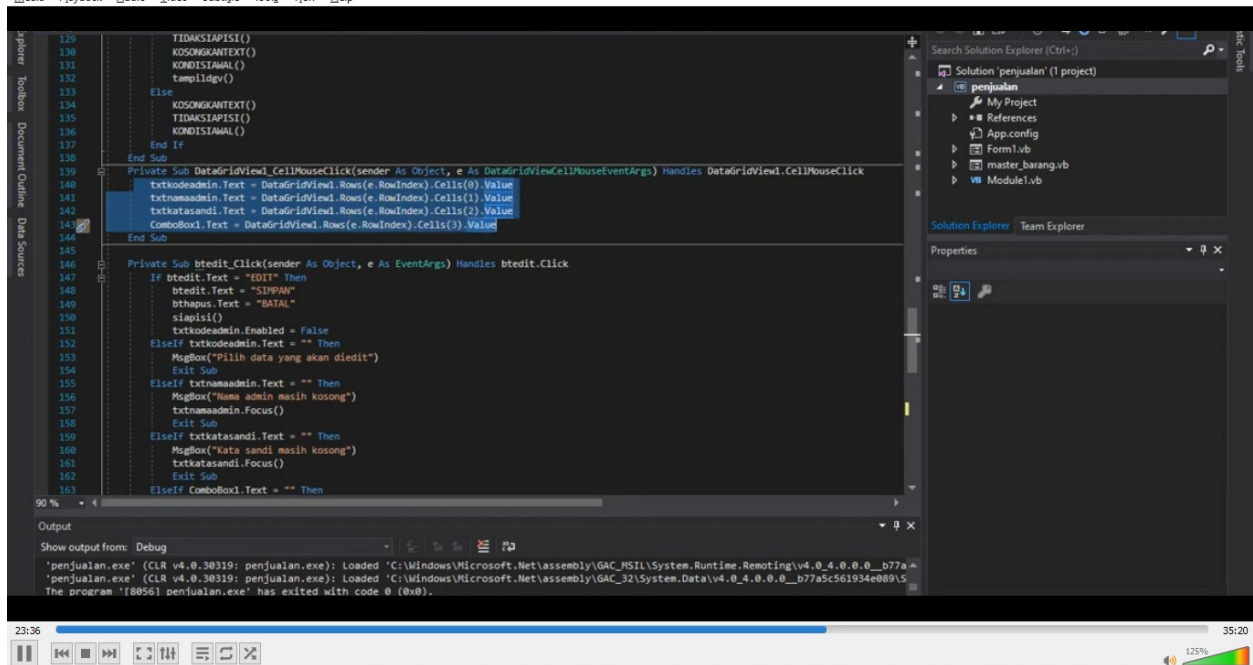 Media Playback Audio Video Subtitle Tools View Help
129 TIDAKSIAPISI()
130 KOSONGKANTEXT()
131 KONDISIAWAL()
132 tampildgv()
133 Else
134 KOSONGKANTEXT()
135 TIDAKSIAPISI()
136 KONDISIAWAL()
137 End If
138 End Sub
139 Private Sub DataGridView1_CellMouseClick(sender As Object, e As DataGridViewCellMouseEventArgs) Handles DataGridView1.CellMouseClick
140 txtkodeadmin.Text = DataGridView1.Rows(e.RowIndex).Cells(0).Value
141 txtnamaadmin.Text = DataGridView1.Rows(e.RowIndex).Cells(1).Value
142 txtkatasandi.Text = DataGridView1.Rows(e.RowIndex).Cells(2).Value
143 ComboBox1.Text = DataGridView1.Rows(e.RowIndex).Cells(3).Value
144 End Sub
145
146 Private Sub btedit_Click(sender As Object, e As EventArgs) Handles btedit.Click
147 If btedit.Text = "EDIT" Then
148 btedit.Text = "SIMPAN"
149 bthapus.Text = "BATAL"
150 siapisi()
151 txtkodeadmin.Enabled = False
152 ElseIf txtkodeadmin.Text = "" Then
153 MsgBox("Pilih data yang akan diedit")
154 Exit Sub
155 ElseIf txtnamaadmin.Text = "" Then
156 MsgBox("Nama admin masih kosong")
157 txtnamaadmin.Focus()
158 Exit Sub
159 ElseIf txtkatasandi.Text = "" Then
160 MsgBox("Kata sandi masih kosong")
161 txtkatasandi.Focus()
162 Exit Sub
163 ElseIf ComboBox1.Text = "" Then
90 %
Toolbox
Document Outline
Data Sources
Search Solution Explorer (Ctrl+;)
Solution 'penjualan' (1 project)
penjualan
My Project
References
App.config
Form1.vb
master_barang.vb
Module1.vb
Solution Explorer Team Explorer
Properties
Output
Show output from: Debug
'penjualan.exe' (CLR v4.0.30319: penjualan.exe): Loaded 'C:\Windows\Microsoft.Net\assembly\GAC_MSIL\System.Runtime.Remoting\v4.0_4.0.0.0__b77a
'penjualan.exe' (CLR v4.0.30319: penjualan.exe): Loaded 'C:\Windows\Microsoft.Net\assembly\GAC_32\System.Data\v4.0_4.0.0.0__b77a5c561934e089\S
The program '[8056] penjualan.exe' has exited with code 0 (0x0).
23:36 35:20
125%